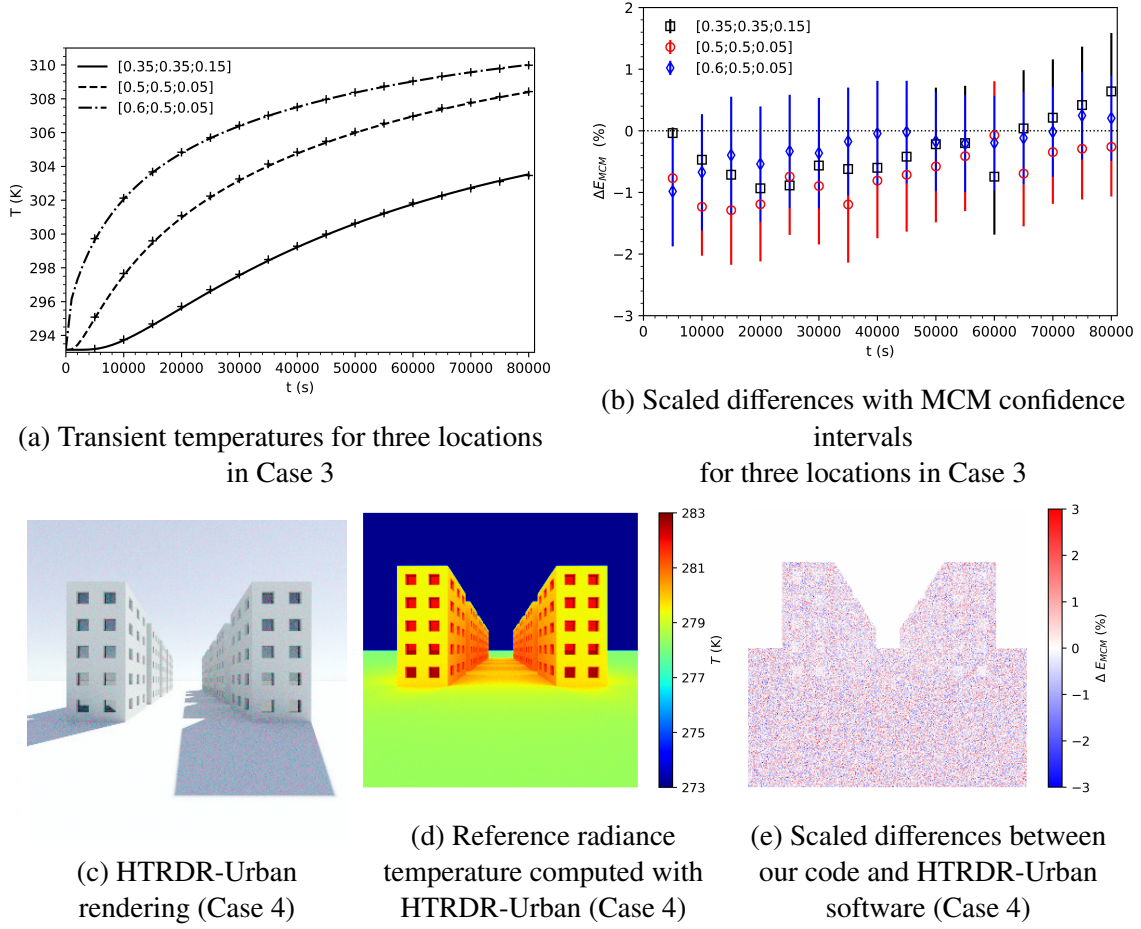 310
308
306
304
302
300
298
296
294
T (K)
[0.35;0.35;0.15]
[0.5;0.5;0.05]
[0.6;0.5;0.05]
0 10000 20000 30000 40000 50000 60000 70000 80000
t (s)
(a) Transient temperatures for three locations
in Case 3
2
1
0
−1
−2
−3
ΔE_MCM (%)
[0.35;0.35;0.15]
[0.5;0.5;0.05]
[0.6;0.5;0.05]
0 10000 20000 30000 40000 50000 60000 70000 80000
t (s)
(b) Scaled differences with MCM confidence
intervals
for three locations in Case 3
(c) HTRDR-Urban
rendering (Case 4)
283
281
279
277
275
273
T (K)
(d) Reference radiance
temperature computed with
HTRDR-Urban (Case 4)
3
2
1
0
−1
−2
−3
Δ E_MCM (%)
(e) Scaled differences between
our code and HTRDR-Urban
software (Case 4)